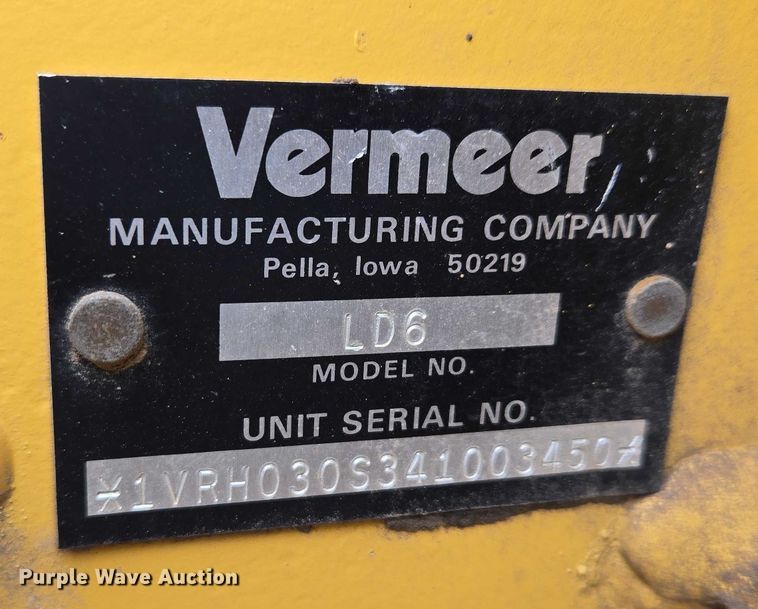 Vermeer
MANUFACTURING COMPANY
Pella, Iowa 50219
LD6
MODEL NO.
UNIT SERIAL NO.
*1VRH030S341003450*
Purple Wave Auction